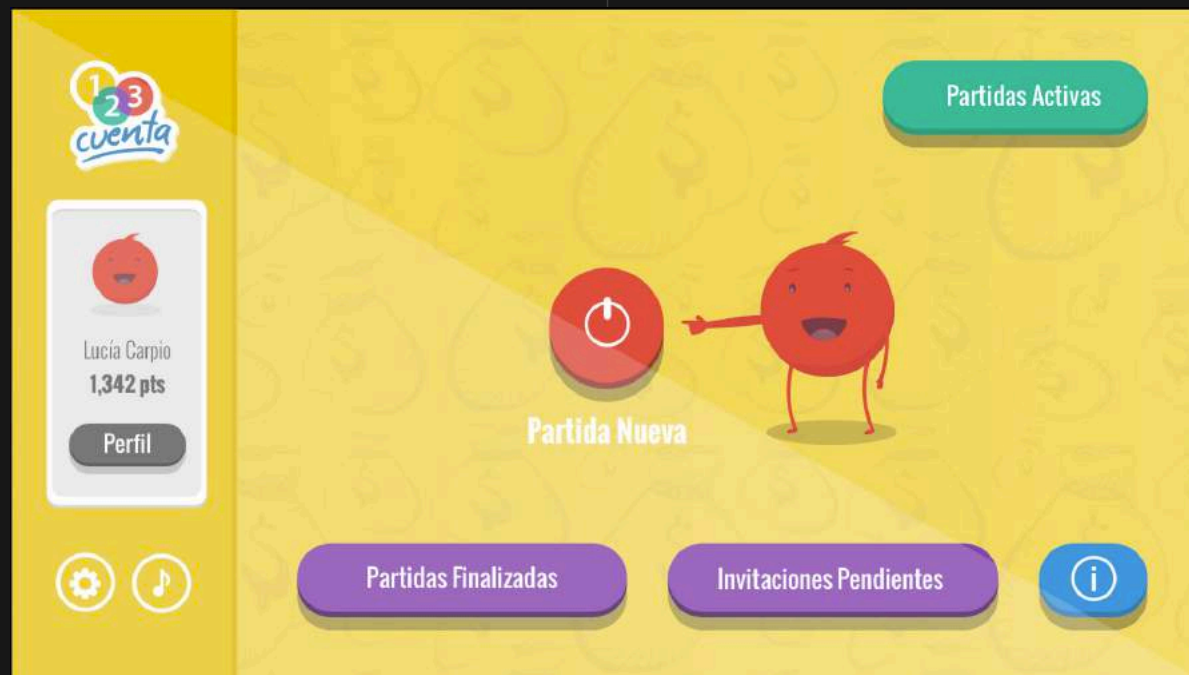 1
2
3
cuenta
Lucía Carpio
1,342 pts
Perfil
Partidas Activas
Partida Nueva
Partidas Finalizadas
Invitaciones Pendientes
i